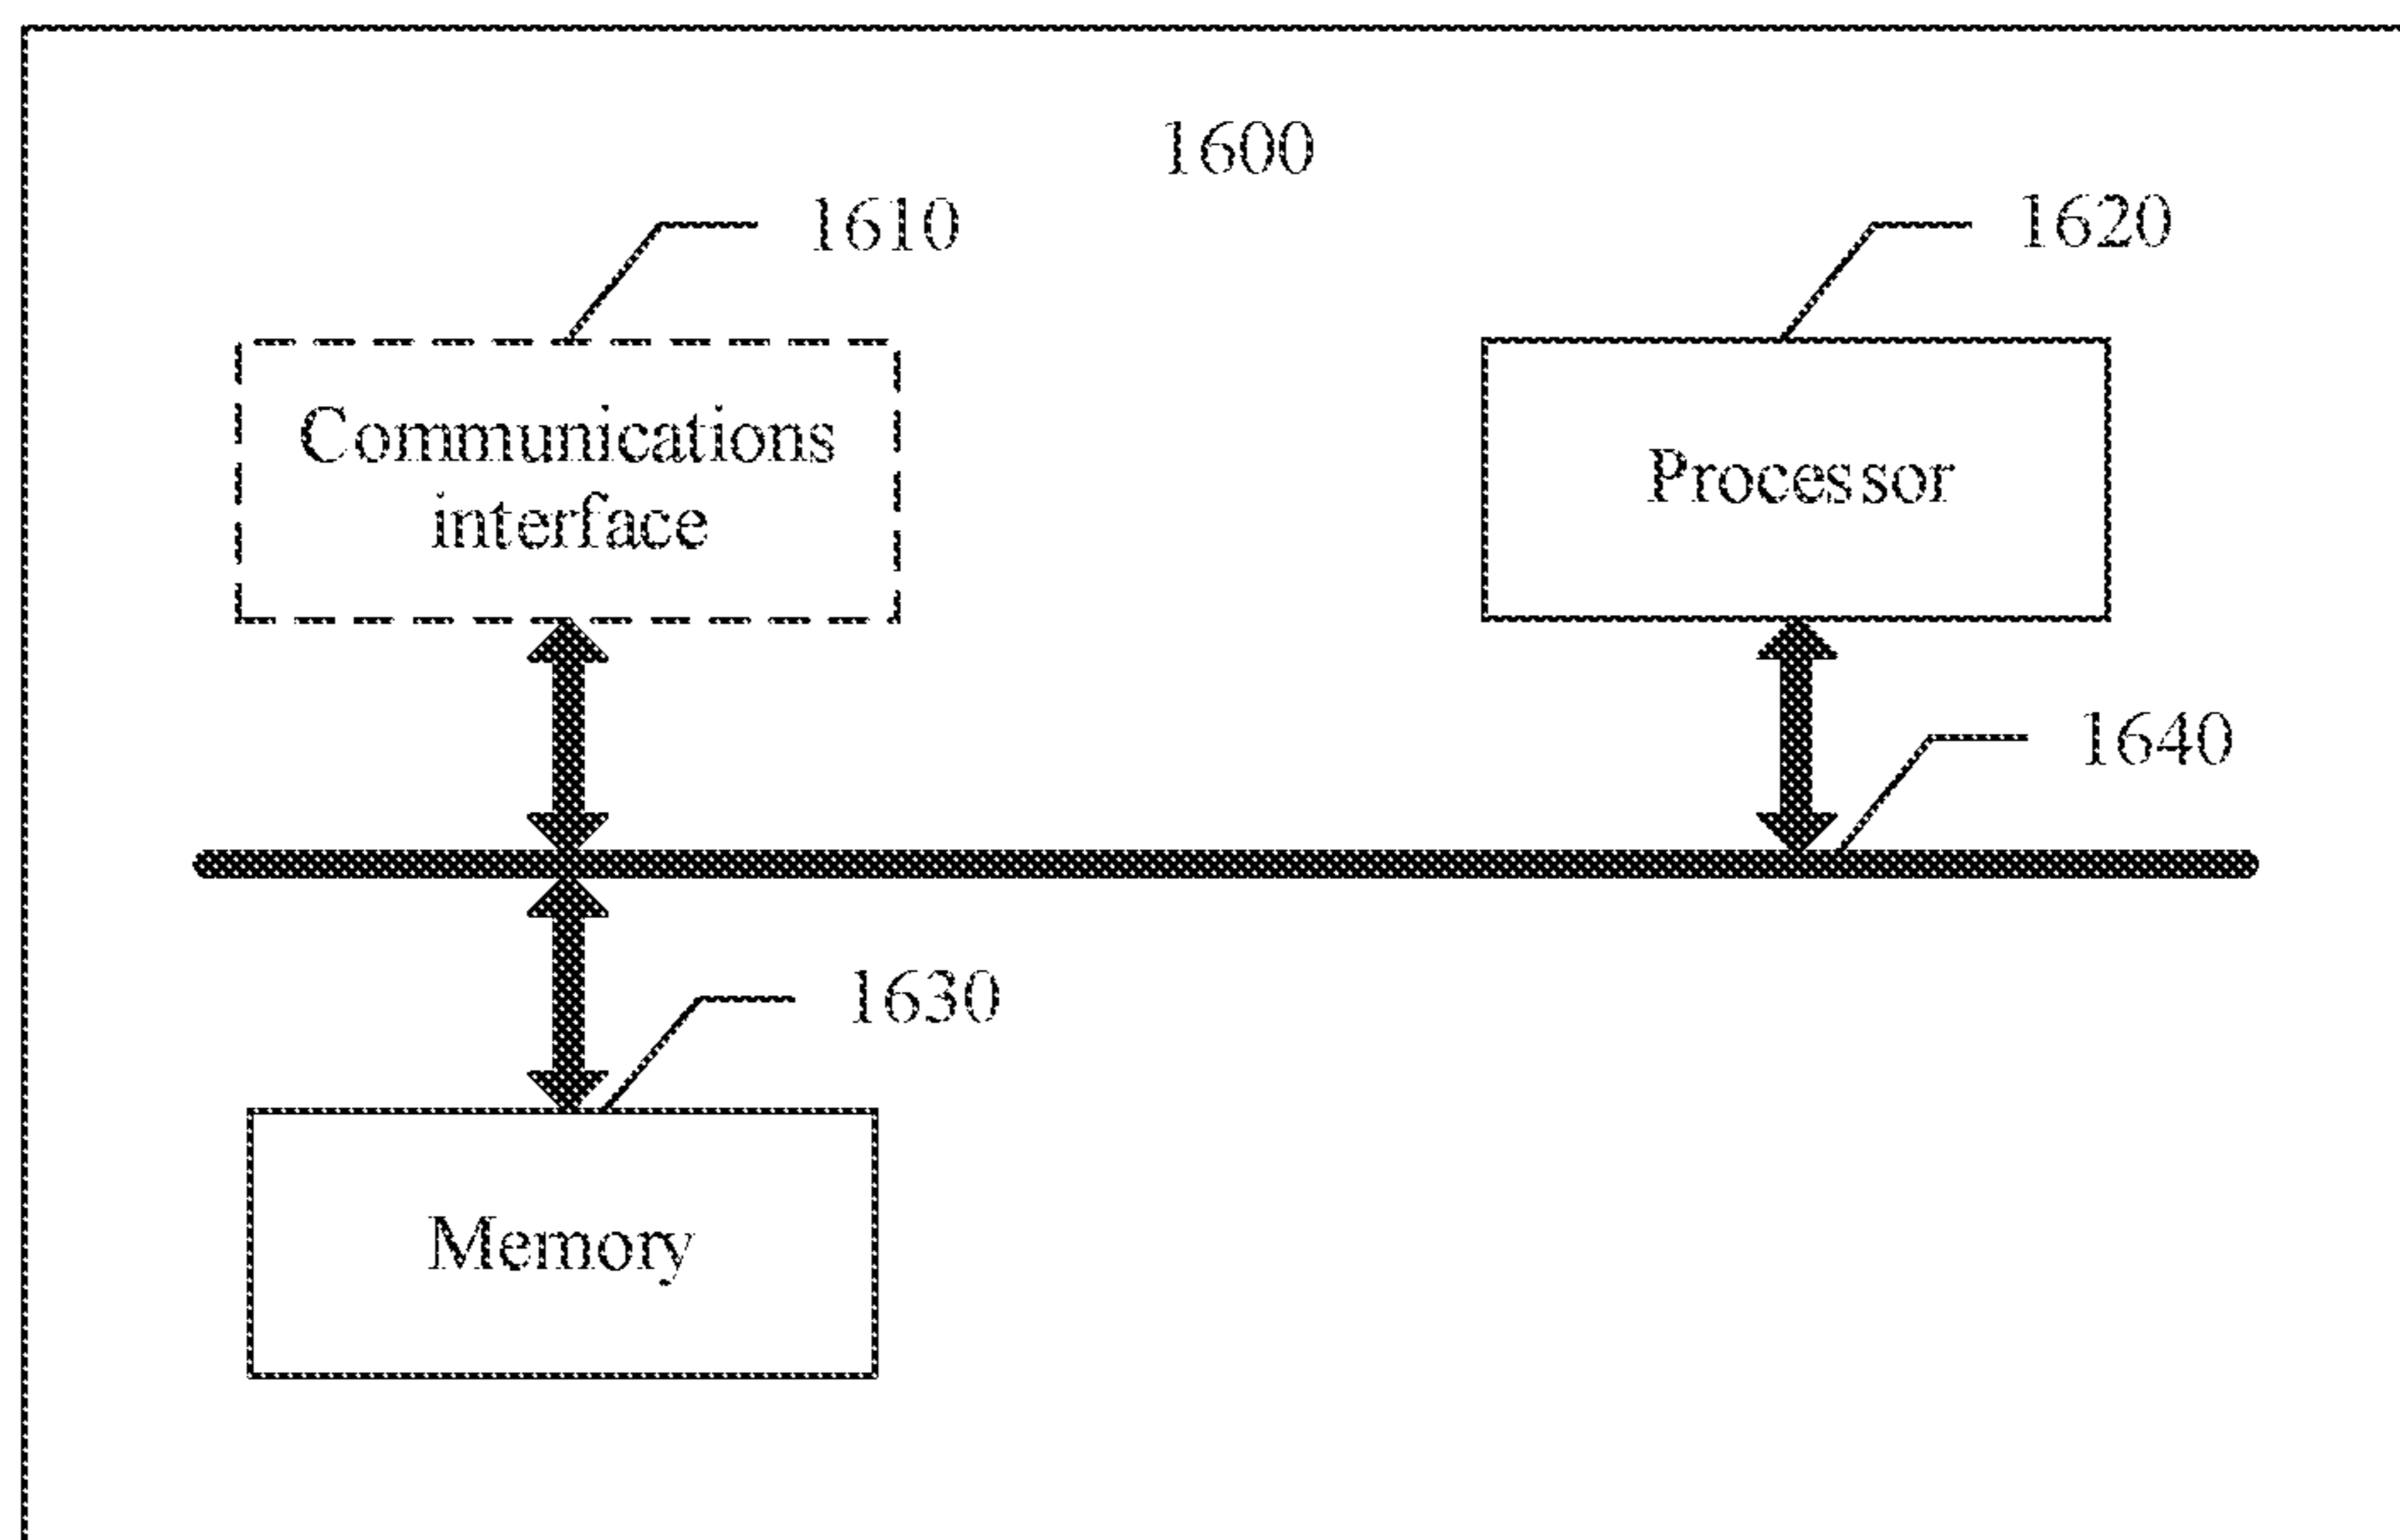 1600
1610
1620
Communications
interface
Processor
1640
1630
Memory